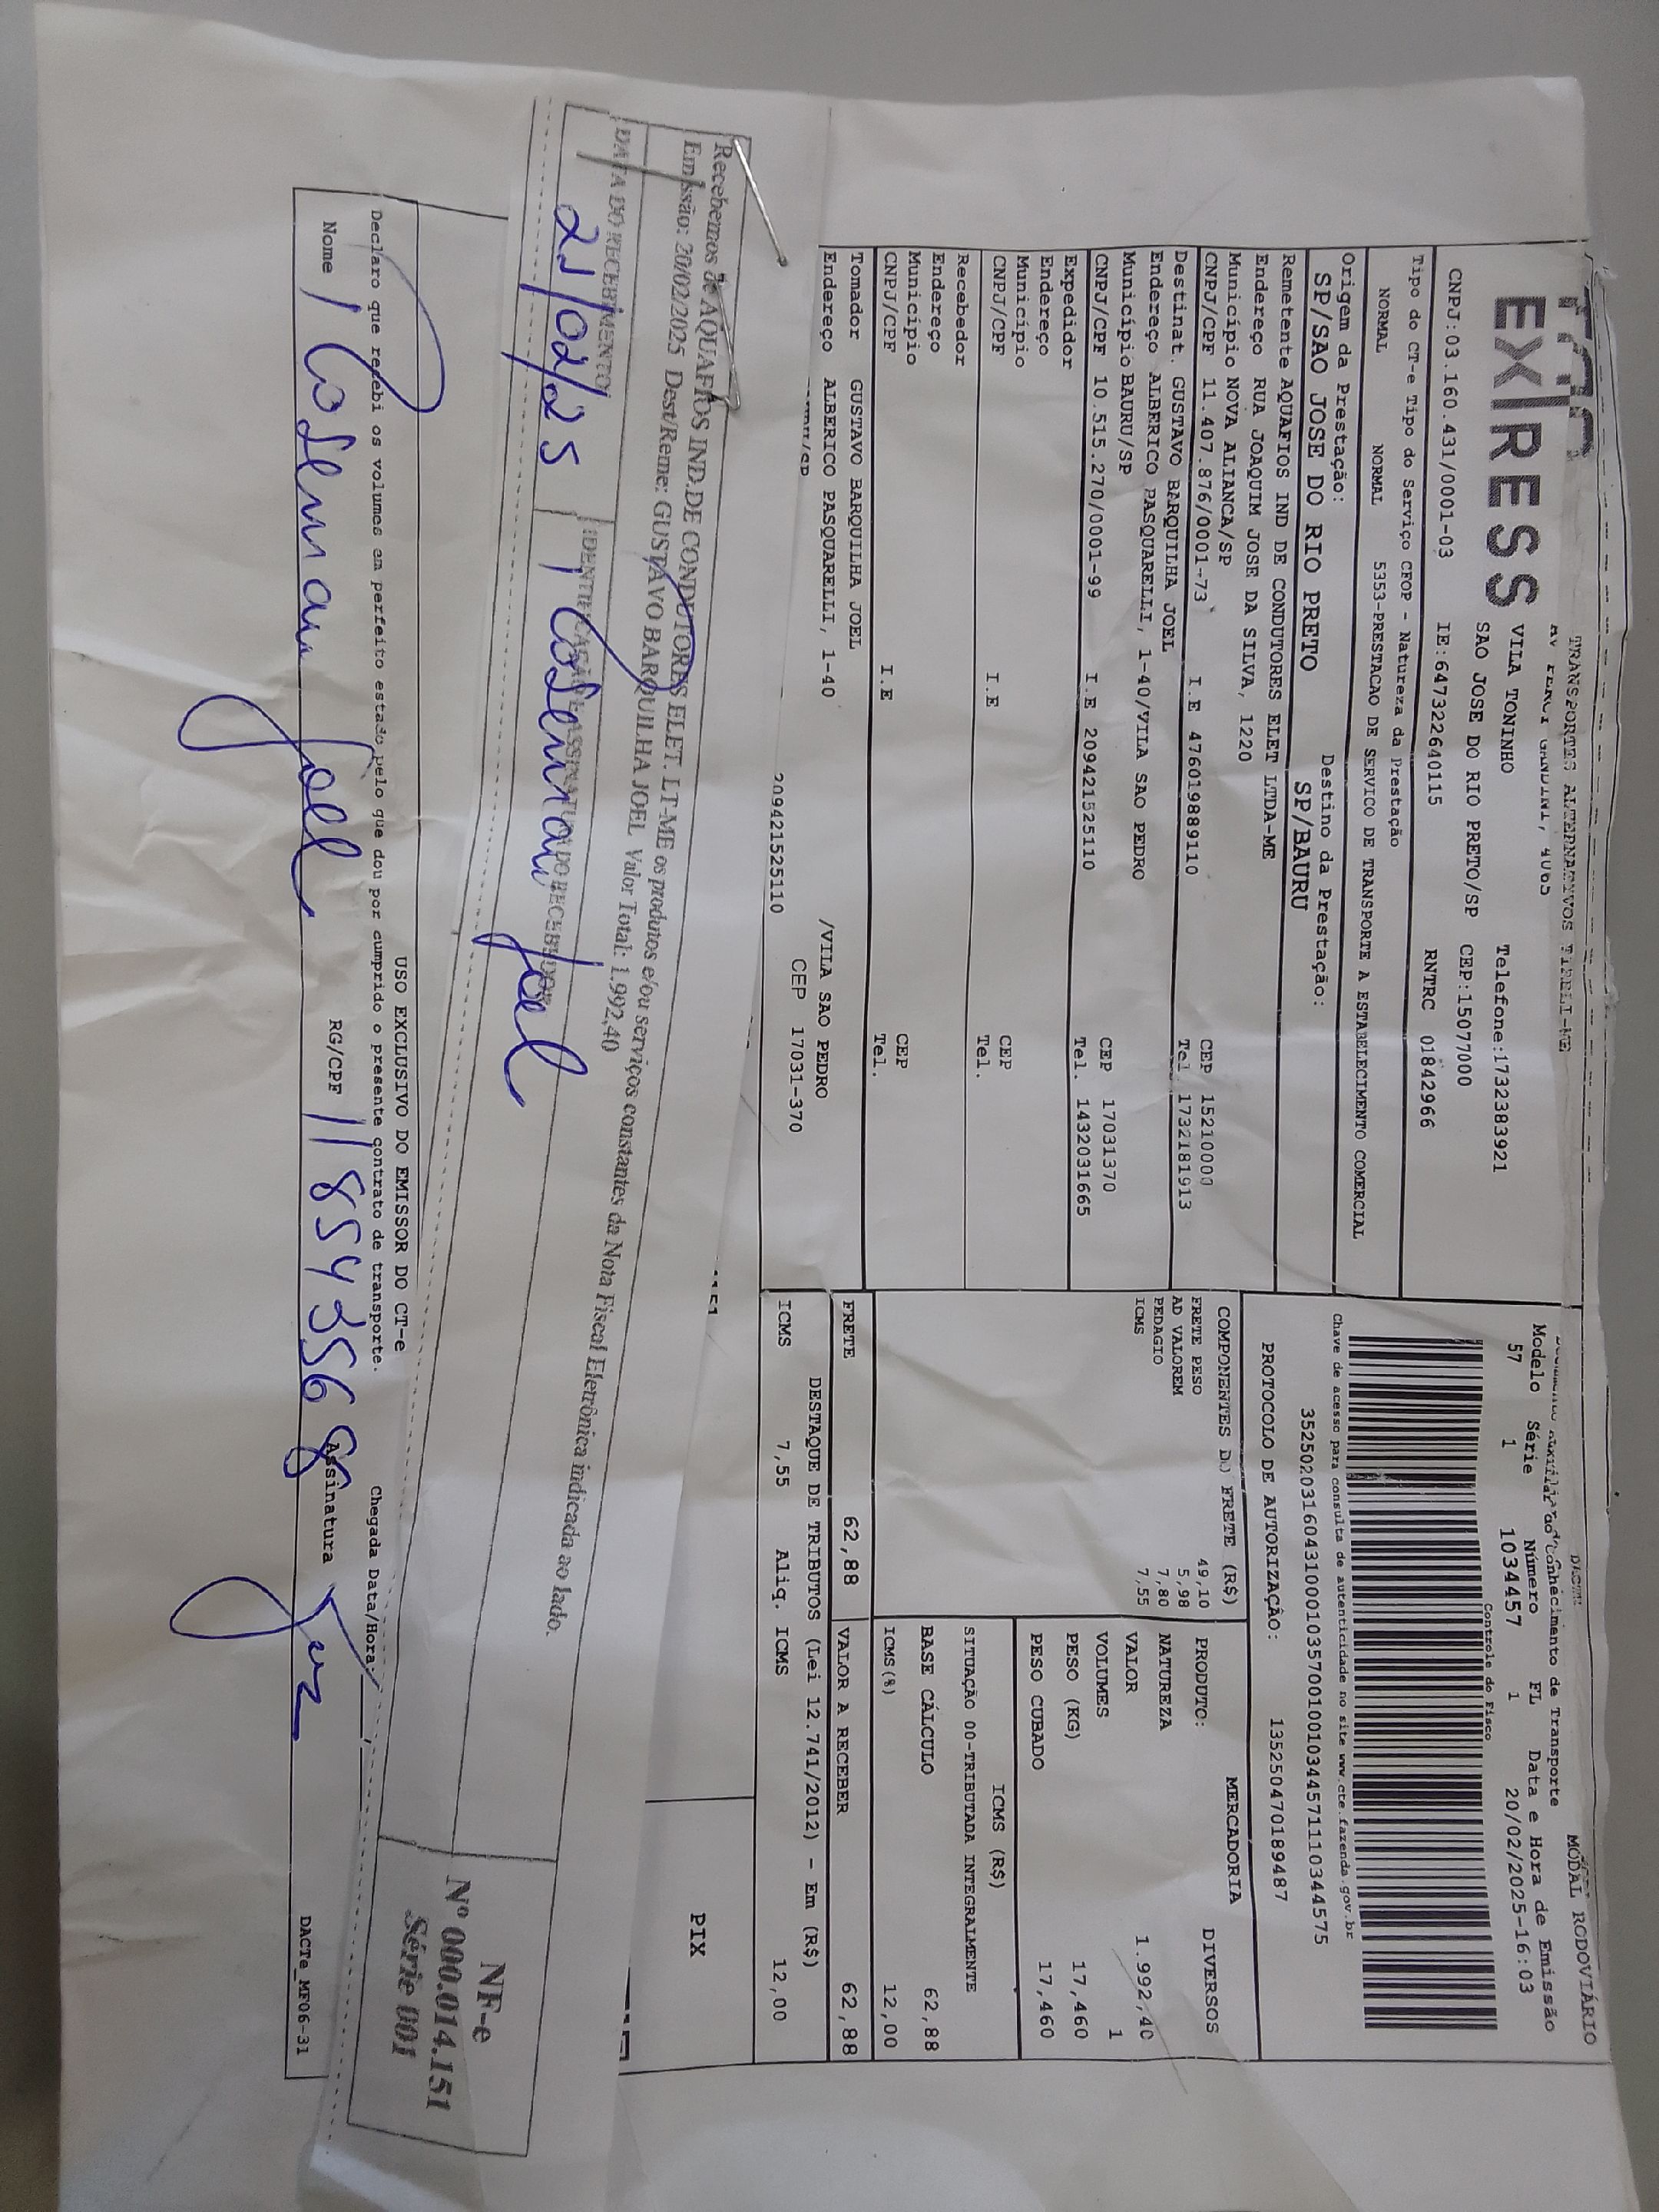 EXPRESS
TRANSPORTES ALTERNATIVOS
VILA TONINHO
Telefone:1732383921
SAO JOSE DO RIO PRETO/SP CEP:15077000
CNPJ:03.160.431/0001-03 IE:647322640115 RNTRC 01842966
Tipo do CT-e Tipo do Serviço CFOP - Natureza da Prestação
NORMAL NORMAL 5353-PRESTACAO DE SERVICO DE TRANSPORTE A ESTABELECIMENTO COMERCIAL
Origem da Prestação: Destino da Prestação:
SP/SAO JOSE DO RIO PRETO SP/BAURU
Remetente AQUAFIOS IND DE CONDUTORES ELET LTDA-ME
Endereço RUA JOAQUIM JOSE DA SILVA, 1220
Município NOVA ALIANCA/SP CEP 15210000
CNPJ/CPF 11.407.876/0001-73 I.E 476019889110 Tel 1732181913
Destinat. GUSTAVO BARQUILHA JOEL
Endereço ALBERICO PASQUARELLI, 1-40/VILA SAO PEDRO
Município BAURU/SP CEP 17031370
CNPJ/CPF 10.515.270/0001-99 I.E 209421525110 Tel. 1432031665
Expedidor
Endereço
Município CEP
CNPJ/CPF I.E Tel.
Recebedor
Endereço
Município CEP
CNPJ/CPF I.E Tel.
Tomador GUSTAVO BARQUILHA JOEL
Endereço ALBERICO PASQUARELLI, 1-40 /VILA SAO PEDRO
CEP 17031-370
209421525110
MODAL RODOVIÁRIO
Conhecimento de Transporte
Modelo Série Número FL Data e Hora de Emissão
57 1 1034457 1 20/02/2025-16:03
Controle do Fisco
Chave de acesso para consulta de autenticidade no site www.cte.fazenda.gov.br
35250203160431000103570010010344571110344575
PROTOCOLO DE AUTORIZAÇÃO: 135250470189487
COMPONENTES DO FRETE (R$)
FRETE PESO 49,10
AD VALOREM 5,98
PEDAGIO 7,80
ICMS 7,55
MERCADORIA
PRODUTO: DIVERSOS
NATUREZA
VALOR 1.992,40
VOLUMES 1
PESO (KG) 17,460
PESO CUBADO 17,460
ICMS (R$)
SITUAÇÃO 00-TRIBUTADA INTEGRALMENTE
BASE CÁLCULO 62,88
ICMS(%) 12,00
FRETE 62,88 VALOR A RECEBER 62,88
DESTAQUE DE TRIBUTOS (Lei 12.741/2012) - Em (R$)
ICMS 7,55 Aliq. ICMS 12,00
PIX
Recebemos de AQUAFIOS IND.DE CONDUTORES ELET. LT-ME os produtos e/ou serviços constantes da Nota Fiscal Eletrônica indicada ao lado.
Emissão: 20/02/2025 Dest/Reme: GUSTAVO BARQUILHA JOEL Valor Total: 1.992,40
DATA DO RECEBIMENTO IDENTIFICAÇÃO E ASSINATURA DO RECEBEDOR
21/02/25 Joel
NF-e
Nº 000.014.151
Série 001
USO EXCLUSIVO DO EMISSOR DO CT-e
Declaro que recebi os volumes em perfeito estado pelo que dou por cumprido o presente contrato de transporte. Chegada Data/Hora:
Nome Joel RG/CPF Assinatura
DACTe_MF06-31